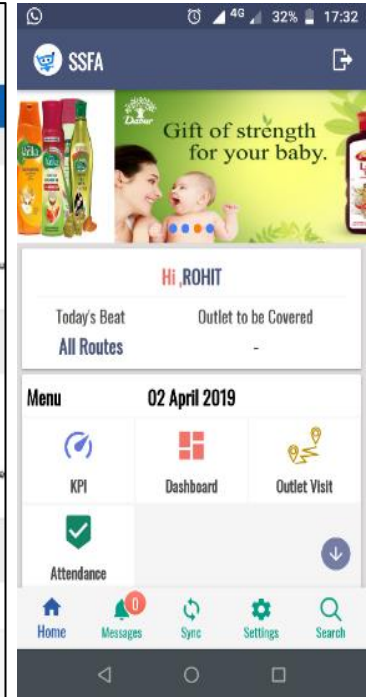 4G 32% 17:32
SSFA
Dabur
Gift of strength
for your baby.
Vatika
Hi ,ROHIT
Today's Beat Outlet to be Covered
All Routes -
Menu 02 April 2019
KPI Dashboard Outlet Visit
Attendance
0
Home Messages Sync Settings Search